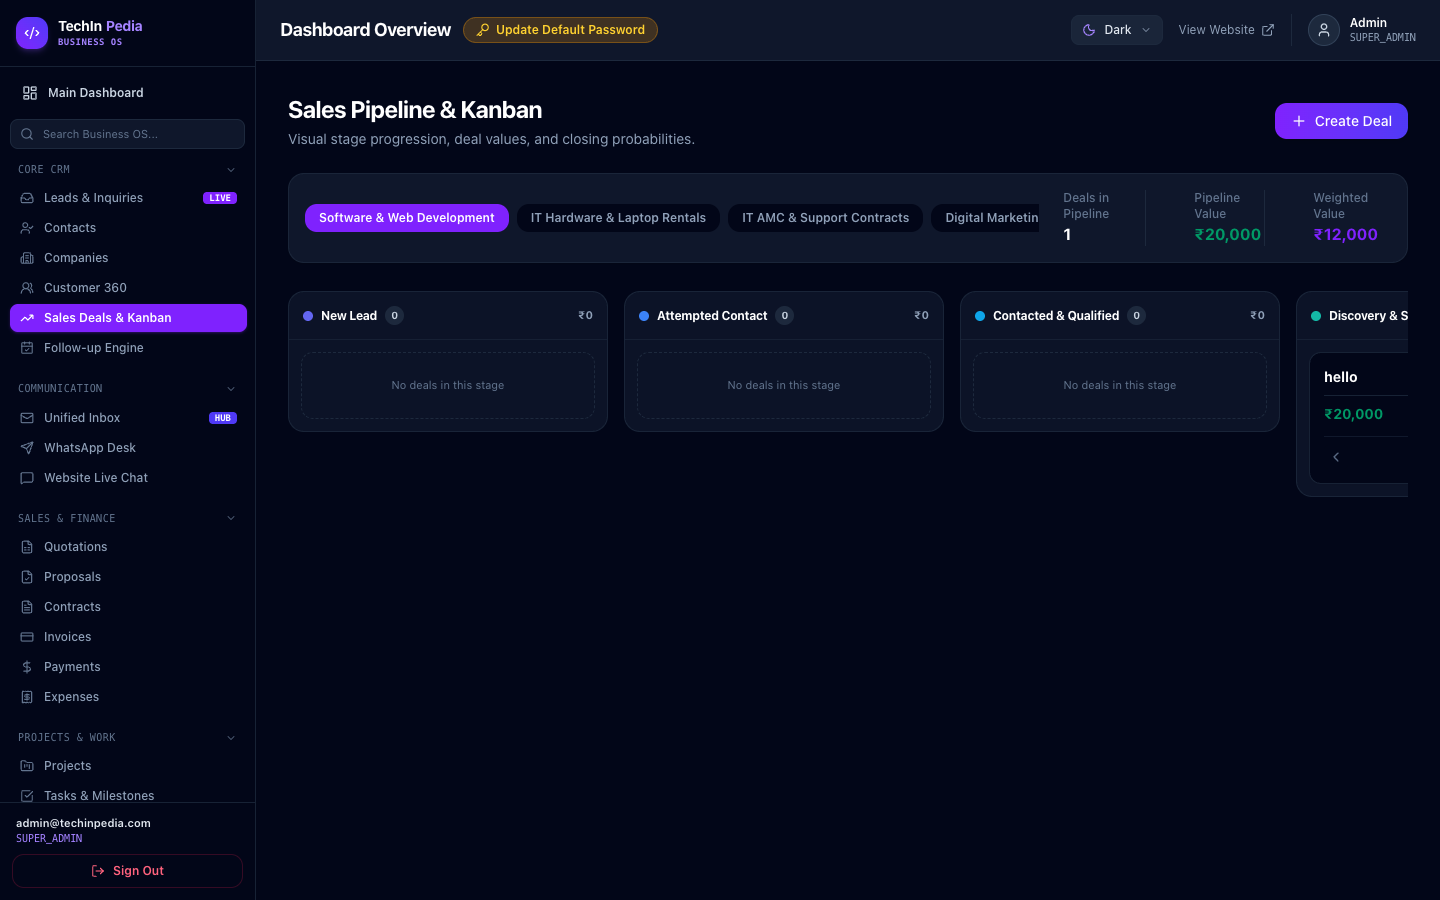 TechIn Pedia
BUSINESS OS
Main Dashboard
Search Business OS...
CORE CRM
Leads & Inquiries
LIVE
Contacts
Companies
Customer 360
Sales Deals & Kanban
Follow-up Engine
COMMUNICATION
Unified Inbox
HUB
WhatsApp Desk
Website Live Chat
SALES & FINANCE
Quotations
Proposals
Contracts
Invoices
Payments
Expenses
PROJECTS & WORK
Projects
Tasks & Milestones
admin@techinpedia.com
SUPER_ADMIN
Sign Out
Dashboard Overview
Update Default Password
Dark
View Website
Admin
SUPER_ADMIN
Sales Pipeline & Kanban
Visual stage progression, deal values, and closing probabilities.
Create Deal
Software & Web Development
IT Hardware & Laptop Rentals
IT AMC & Support Contracts
Digital Marketin
Deals in
Pipeline
1
Pipeline
Value
₹20,000
Weighted
Value
₹12,000
New Lead
0
₹0
No deals in this stage
Attempted Contact
0
₹0
No deals in this stage
Contacted & Qualified
0
₹0
No deals in this stage
Discovery & S
hello
₹20,000